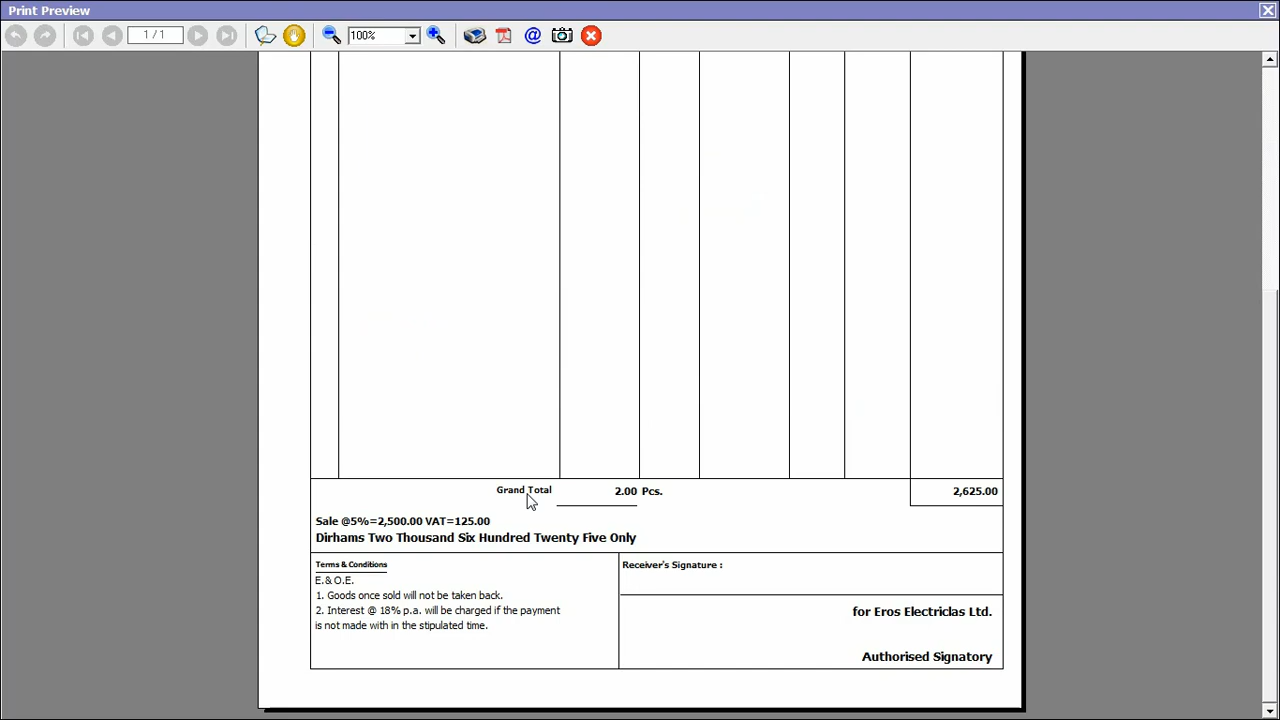 Print Preview
1 / 1
100%
@
Grand Total 2.00 Pcs. 2,625.00
Sale @5%=2,500.00 VAT=125.00
Dirhams Two Thousand Six Hundred Twenty Five Only
Terms & Conditions
E.& O.E.
1. Goods once sold will not be taken back.
2. Interest @ 18% p.a. will be charged if the payment
is not made with in the stipulated time.
Receiver's Signature :
for Eros Electriclas Ltd.
Authorised Signatory